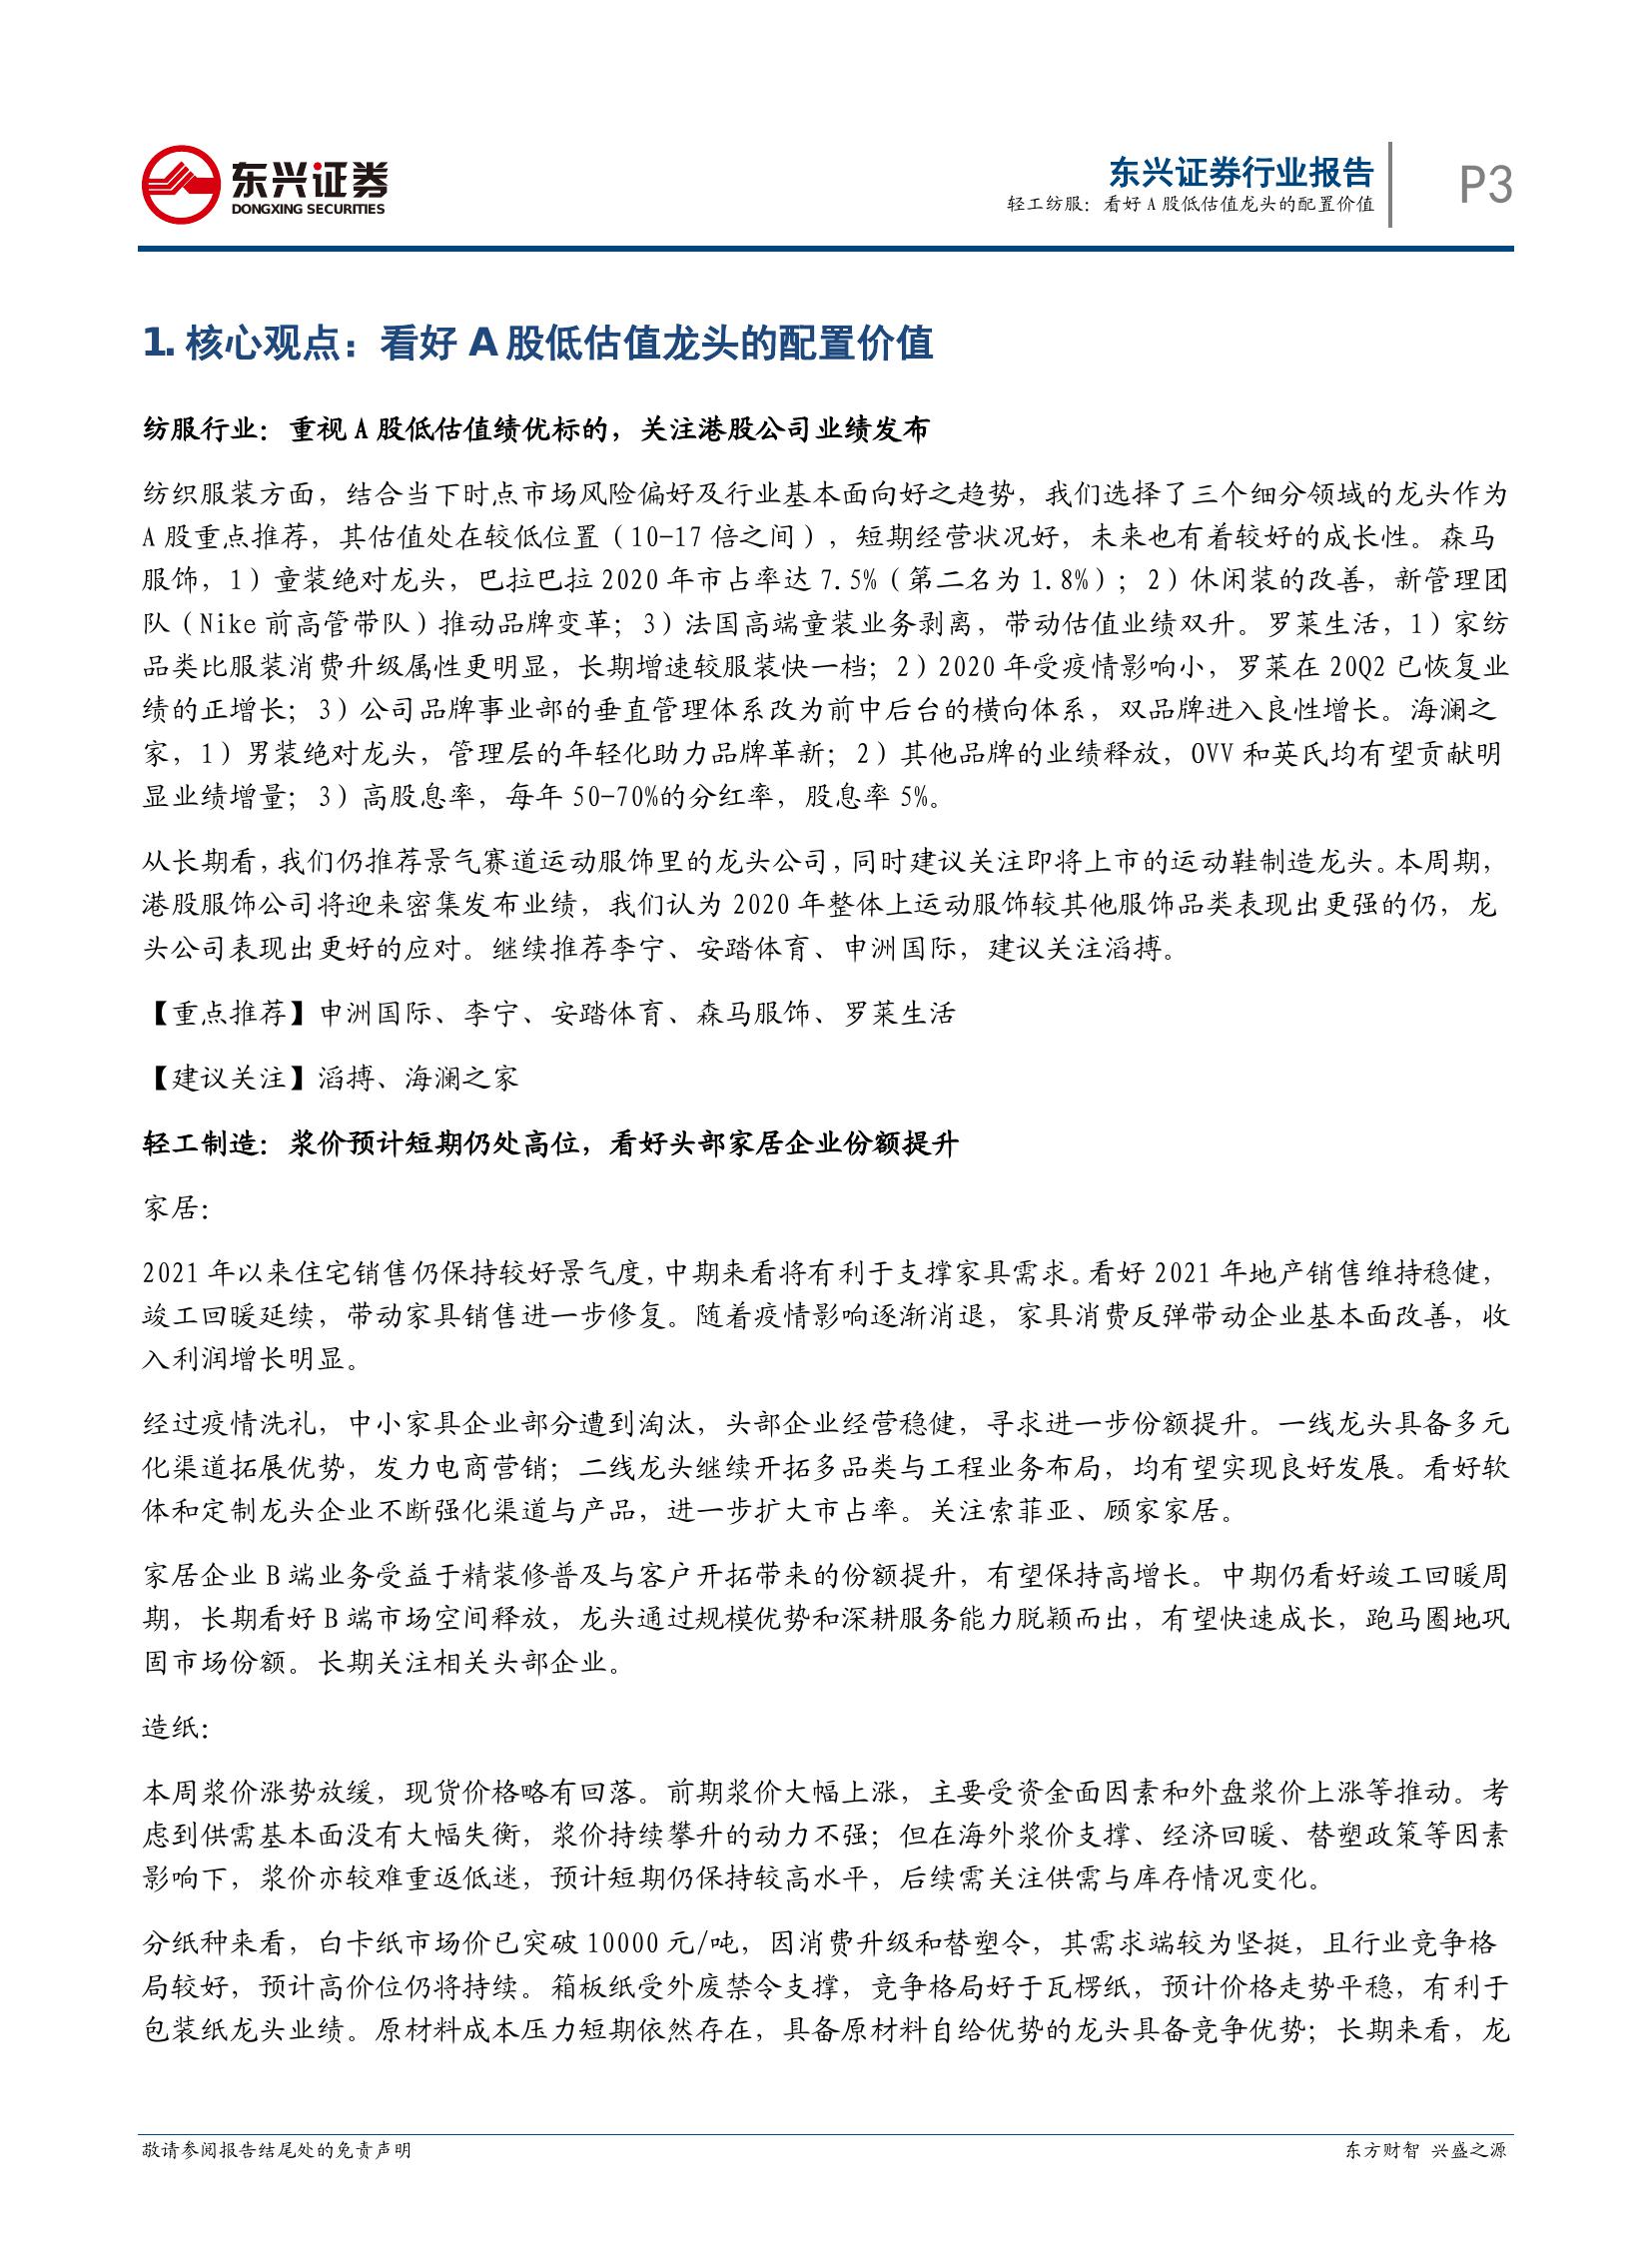 东兴证券
DONGXING SECURITIES
东兴证券行业报告
轻工纺服：看好 A 股低估值龙头的配置价值
P3
1. 核心观点：看好 A 股低估值龙头的配置价值
纺服行业：重视 A 股低估值绩优标的，关注港股公司业绩发布
纺织服装方面，结合当下时点市场风险偏好及行业基本面向好之趋势，我们选择了三个细分领域的龙头作为
A 股重点推荐，其估值处在较低位置（10-17 倍之间），短期经营状况好，未来也有着较好的成长性。森马
服饰，1）童装绝对龙头，巴拉巴拉 2020 年市占率达 7.5%（第二名为 1.8%）；2）休闲装的改善，新管理团
队（Nike 前高管带队）推动品牌变革；3）法国高端童装业务剥离，带动估值业绩双升。罗莱生活，1）家纺
品类比服装消费升级属性更明显，长期增速较服装快一档；2）2020 年受疫情影响小，罗莱在 20Q2 已恢复业
绩的正增长；3）公司品牌事业部的垂直管理体系改为前中后台的横向体系，双品牌进入良性增长。海澜之
家，1）男装绝对龙头，管理层的年轻化助力品牌革新；2）其他品牌的业绩释放，OVV 和英氏均有望贡献明
显业绩增量；3）高股息率，每年 50-70%的分红率，股息率 5%。
从长期看，我们仍推荐景气赛道运动服饰里的龙头公司，同时建议关注即将上市的运动鞋制造龙头。本周期，
港股服饰公司将迎来密集发布业绩，我们认为 2020 年整体上运动服饰较其他服饰品类表现出更强的仍，龙
头公司表现出更好的应对。继续推荐李宁、安踏体育、申洲国际，建议关注滔搏。
【重点推荐】申洲国际、李宁、安踏体育、森马服饰、罗莱生活
【建议关注】滔搏、海澜之家
轻工制造：浆价预计短期仍处高位，看好头部家居企业份额提升
家居：
2021 年以来住宅销售仍保持较好景气度，中期来看将有利于支撑家具需求。看好 2021 年地产销售维持稳健，
竣工回暖延续，带动家具销售进一步修复。随着疫情影响逐渐消退，家具消费反弹带动企业基本面改善，收
入利润增长明显。
经过疫情洗礼，中小家具企业部分遭到淘汰，头部企业经营稳健，寻求进一步份额提升。一线龙头具备多元
化渠道拓展优势，发力电商营销；二线龙头继续开拓多品类与工程业务布局，均有望实现良好发展。看好软
体和定制龙头企业不断强化渠道与产品，进一步扩大市占率。关注索菲亚、顾家家居。
家居企业 B 端业务受益于精装修普及与客户开拓带来的份额提升，有望保持高增长。中期仍看好竣工回暖周
期，长期看好 B 端市场空间释放，龙头通过规模优势和深耕服务能力脱颖而出，有望快速成长，跑马圈地巩
固市场份额。长期关注相关头部企业。
造纸：
本周浆价涨势放缓，现货价格略有回落。前期浆价大幅上涨，主要受资金面因素和外盘浆价上涨等推动。考
虑到供需基本面没有大幅失衡，浆价持续攀升的动力不强；但在海外浆价支撑、经济回暖、替塑政策等因素
影响下，浆价亦较难重返低迷，预计短期仍保持较高水平，后续需关注供需与库存情况变化。
分纸种来看，白卡纸市场价已突破 10000 元/吨，因消费升级和替塑令，其需求端较为坚挺，且行业竞争格
局较好，预计高价位仍将持续。箱板纸受外废禁令支撑，竞争格局好于瓦楞纸，预计价格走势平稳，有利于
包装纸龙头业绩。原材料成本压力短期依然存在，具备原材料自给优势的龙头具备竞争优势；长期来看，龙
敬请参阅报告结尾处的免责声明
东方财智 兴盛之源